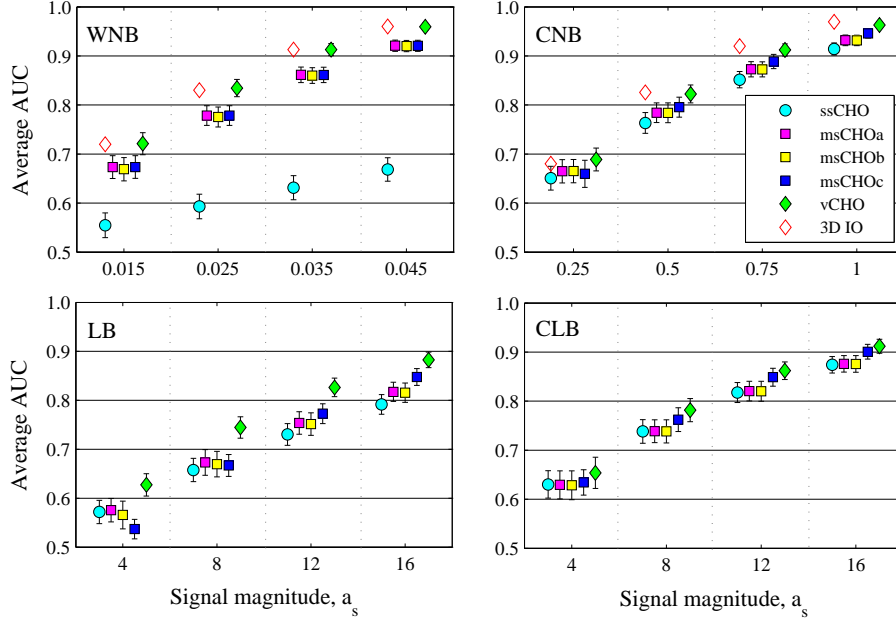 WNB
Average AUC
1.0
0.9
0.8
0.7
0.6
0.5
0.015 0.025 0.035 0.045
CNB
1.0
0.9
0.8
0.7
0.6
0.5
0.25 0.5 0.75 1
ssCHO
msCHOa
msCHOb
msCHOc
vCHO
3D IO
LB
Average AUC
1.0
0.9
0.8
0.7
0.6
0.5
4 8 12 16
Signal magnitude, a_s
CLB
1.0
0.9
0.8
0.7
0.6
0.5
4 8 12 16
Signal magnitude, a_s